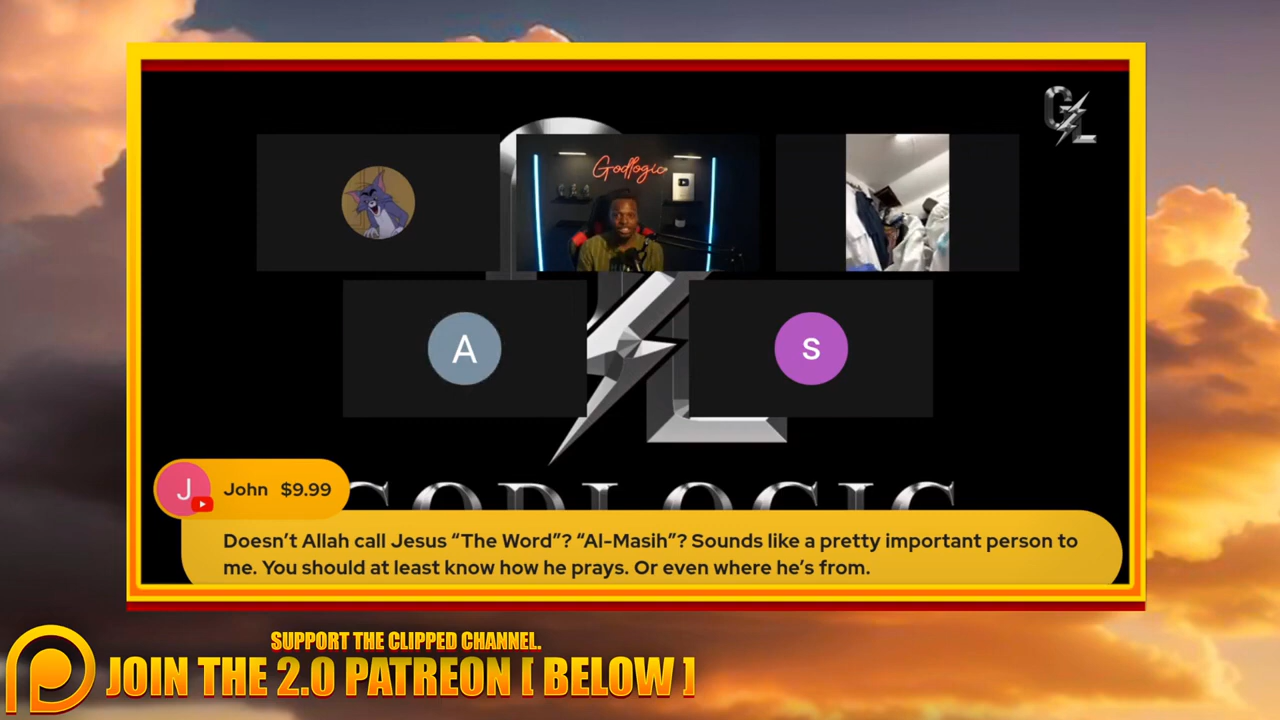 GL
Godlogic
A
S
J
John $9.99
GODLOGIC
Doesn’t Allah call Jesus “The Word”? “Al-Masih”? Sounds like a pretty important person to
me. You should at least know how he prays. Or even where he’s from.
SUPPORT THE CLIPPED CHANNEL.
JOIN THE 2.0 PATREON [ BELOW ]